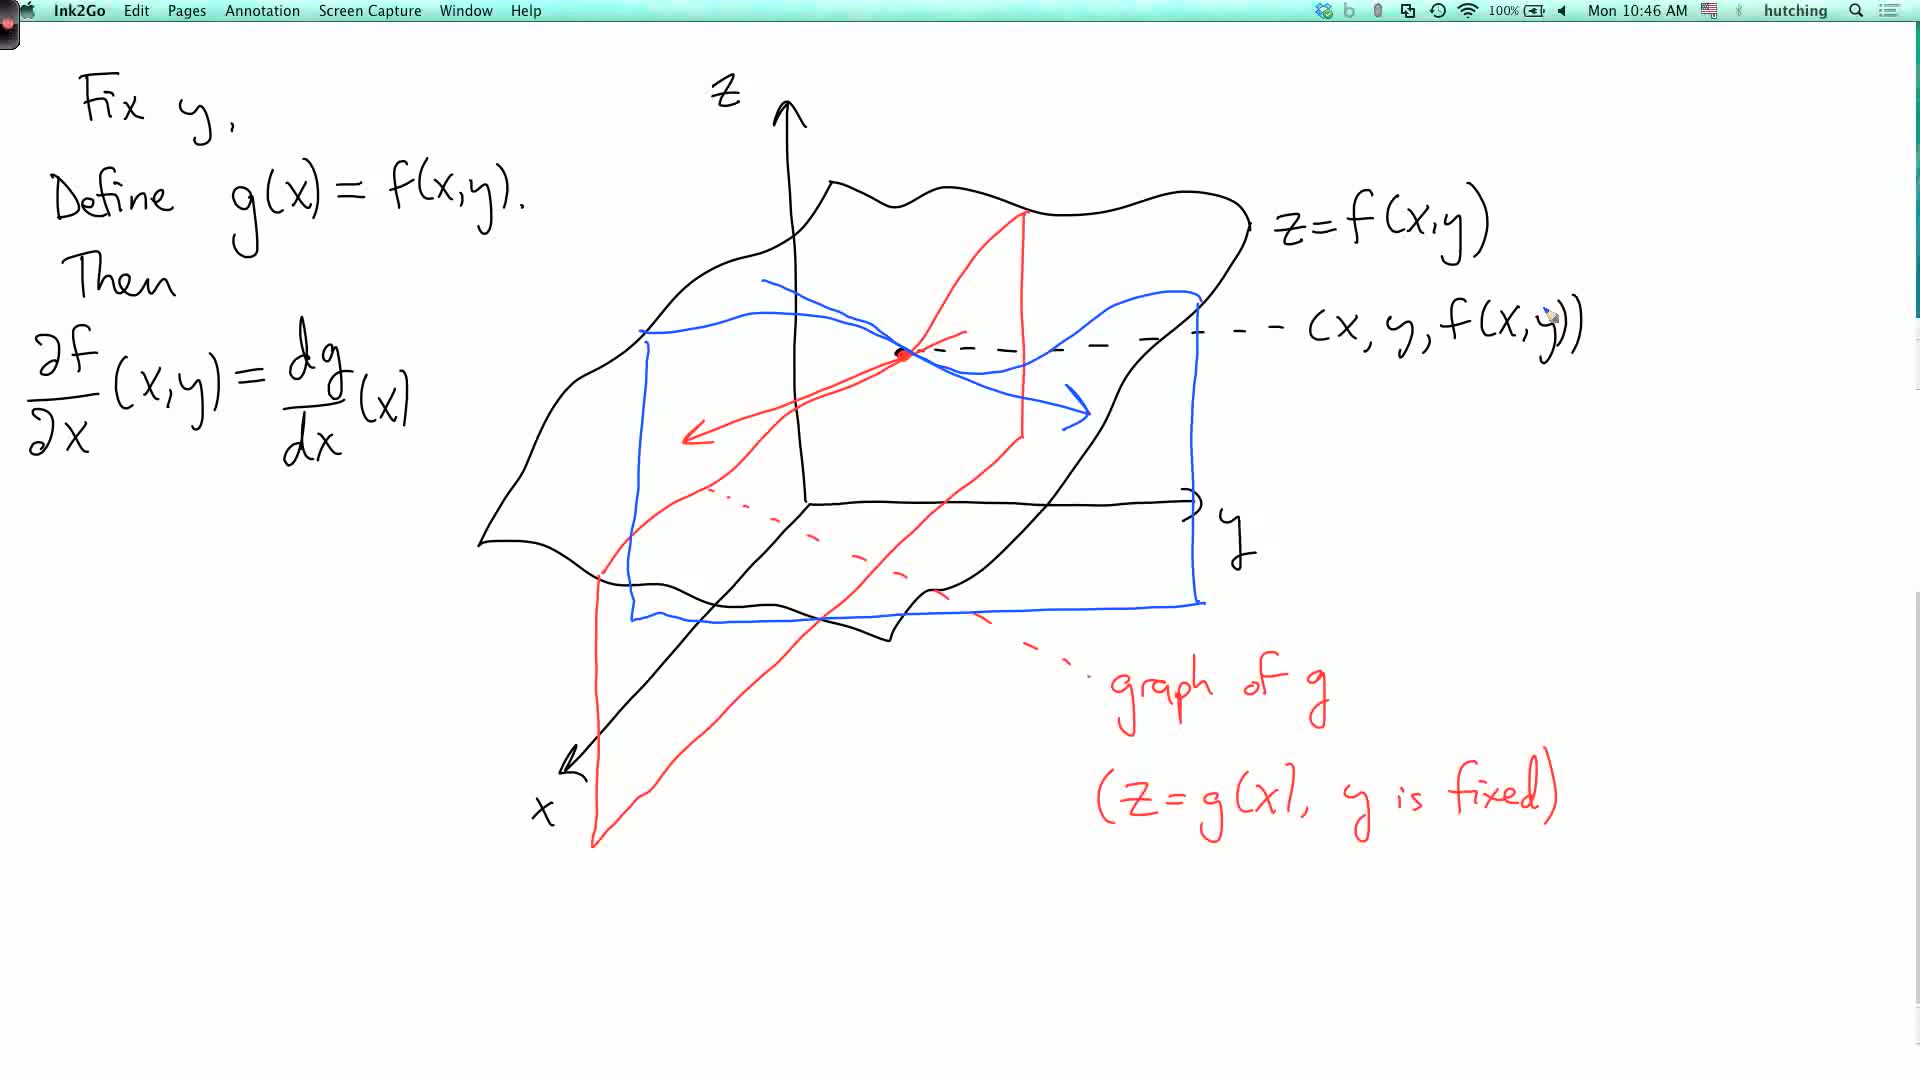 Ink2Go Edit Pages Annotation Screen Capture Window Help 100% Mon 10:46 AM hutching
Fix y.
Define g(x) = f(x,y).
Then
∂f/∂x (x,y) = dg/dx (x)
z
z = f(x,y)
(x, y, f(x,y))
y
x
graph of g
(z = g(x), y is fixed)